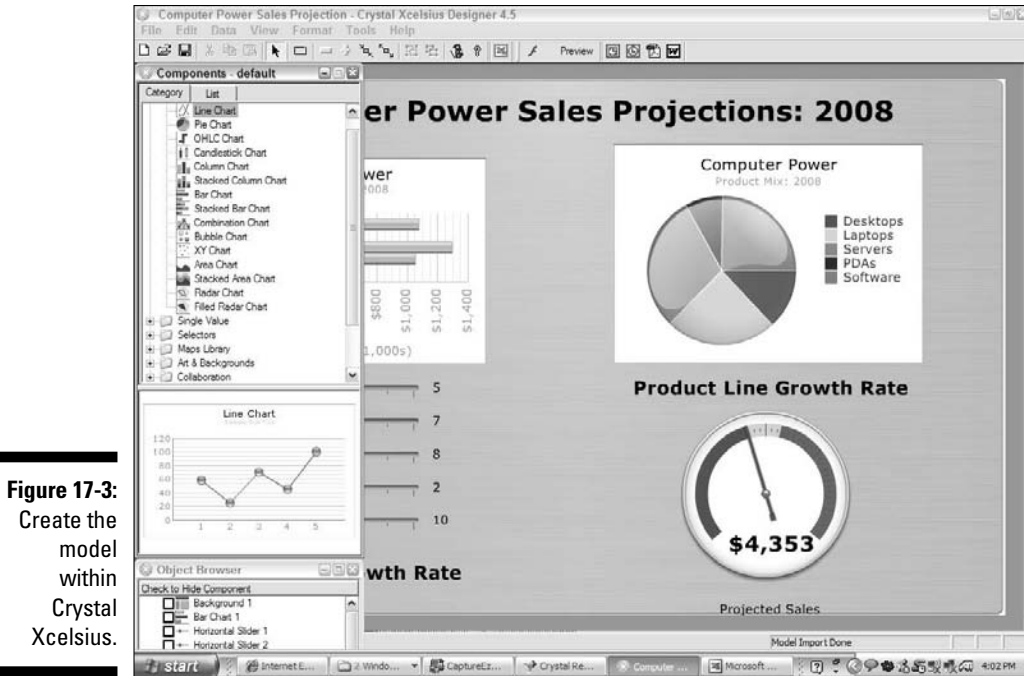 Computer Power Sales Projection - Crystal Xcelsius Designer 4.5
File Edit Data View Format Tools Help
Preview
Components - default
Category List
Line Chart
Pie Chart
OHLC Chart
Candlestick Chart
Column Chart
Stacked Column Chart
Bar Chart
Stacked Bar Chart
Combination Chart
Bubble Chart
XY Chart
Area Chart
Stacked Area Chart
Radar Chart
Filled Radar Chart
Single Value
Selectors
Maps Library
Art & Backgrounds
Collaboration
Line Chart
120
100
80
60
40
20
0
1 2 3 4 5
Object Browser
Check to Hide Component
Background 1
Bar Chart 1
Horizontal Slider 1
Horizontal Slider 2
er Power Sales Projections: 2008
wer
2008
$800
$1,000
$1,200
$1,400
1,000s)
5
7
8
2
10
wth Rate
Computer Power
Product Mix: 2008
Desktops
Laptops
Servers
PDAs
Software
Product Line Growth Rate
$4,353
Projected Sales
Model Import Done
start
Internet E...
2 Windo...
CaptureEz...
Crystal Re...
Computer ...
Microsoft ...
4:02 PM
Figure 17-3:
Create the
model
within
Crystal
Xcelsius.